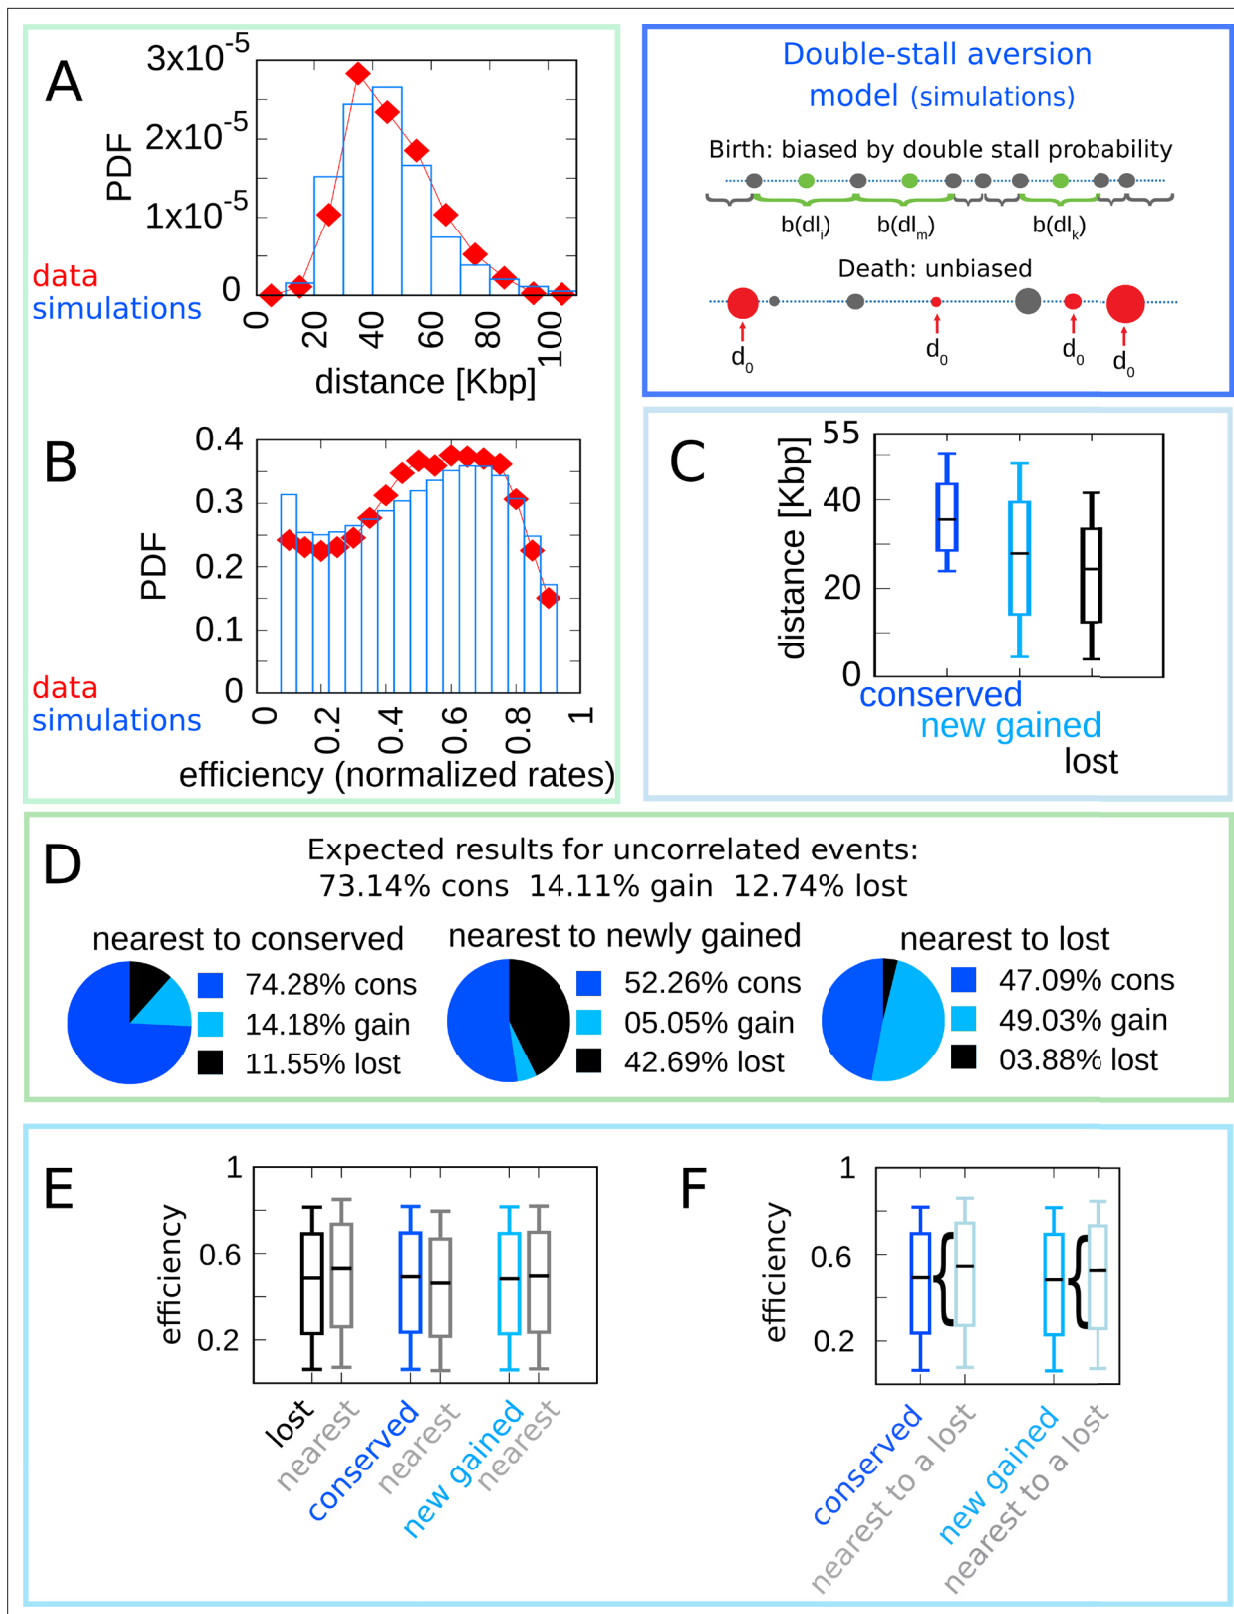 A
3x10^-5
2x10^-5
1x10^-5
0
PDF
0 20 40 60 80 100
distance [Kbp]
data
simulations
Double-stall aversion
model (simulations)
Birth: biased by double stall probability
b(dl_i) b(dl_m) b(dl_k)
Death: unbiased
d_0 d_0 d_0 d_0
B
0.4
0.3
0.2
0.1
0
PDF
0 0.2 0.4 0.6 0.8 1
efficiency (normalized rates)
data
simulations
C
55
40
20
0
distance [Kbp]
conserved
new gained
lost
D
Expected results for uncorrelated events:
73.14% cons 14.11% gain 12.74% lost
nearest to conserved
74.28% cons
14.18% gain
11.55% lost
nearest to newly gained
52.26% cons
05.05% gain
42.69% lost
nearest to lost
47.09% cons
49.03% gain
03.88% lost
E
1
0.6
0.2
efficiency
lost
nearest
conserved
nearest
new gained
nearest
F
1
0.6
0.2
efficiency
conserved
nearest to a lost
new gained
nearest to a lost